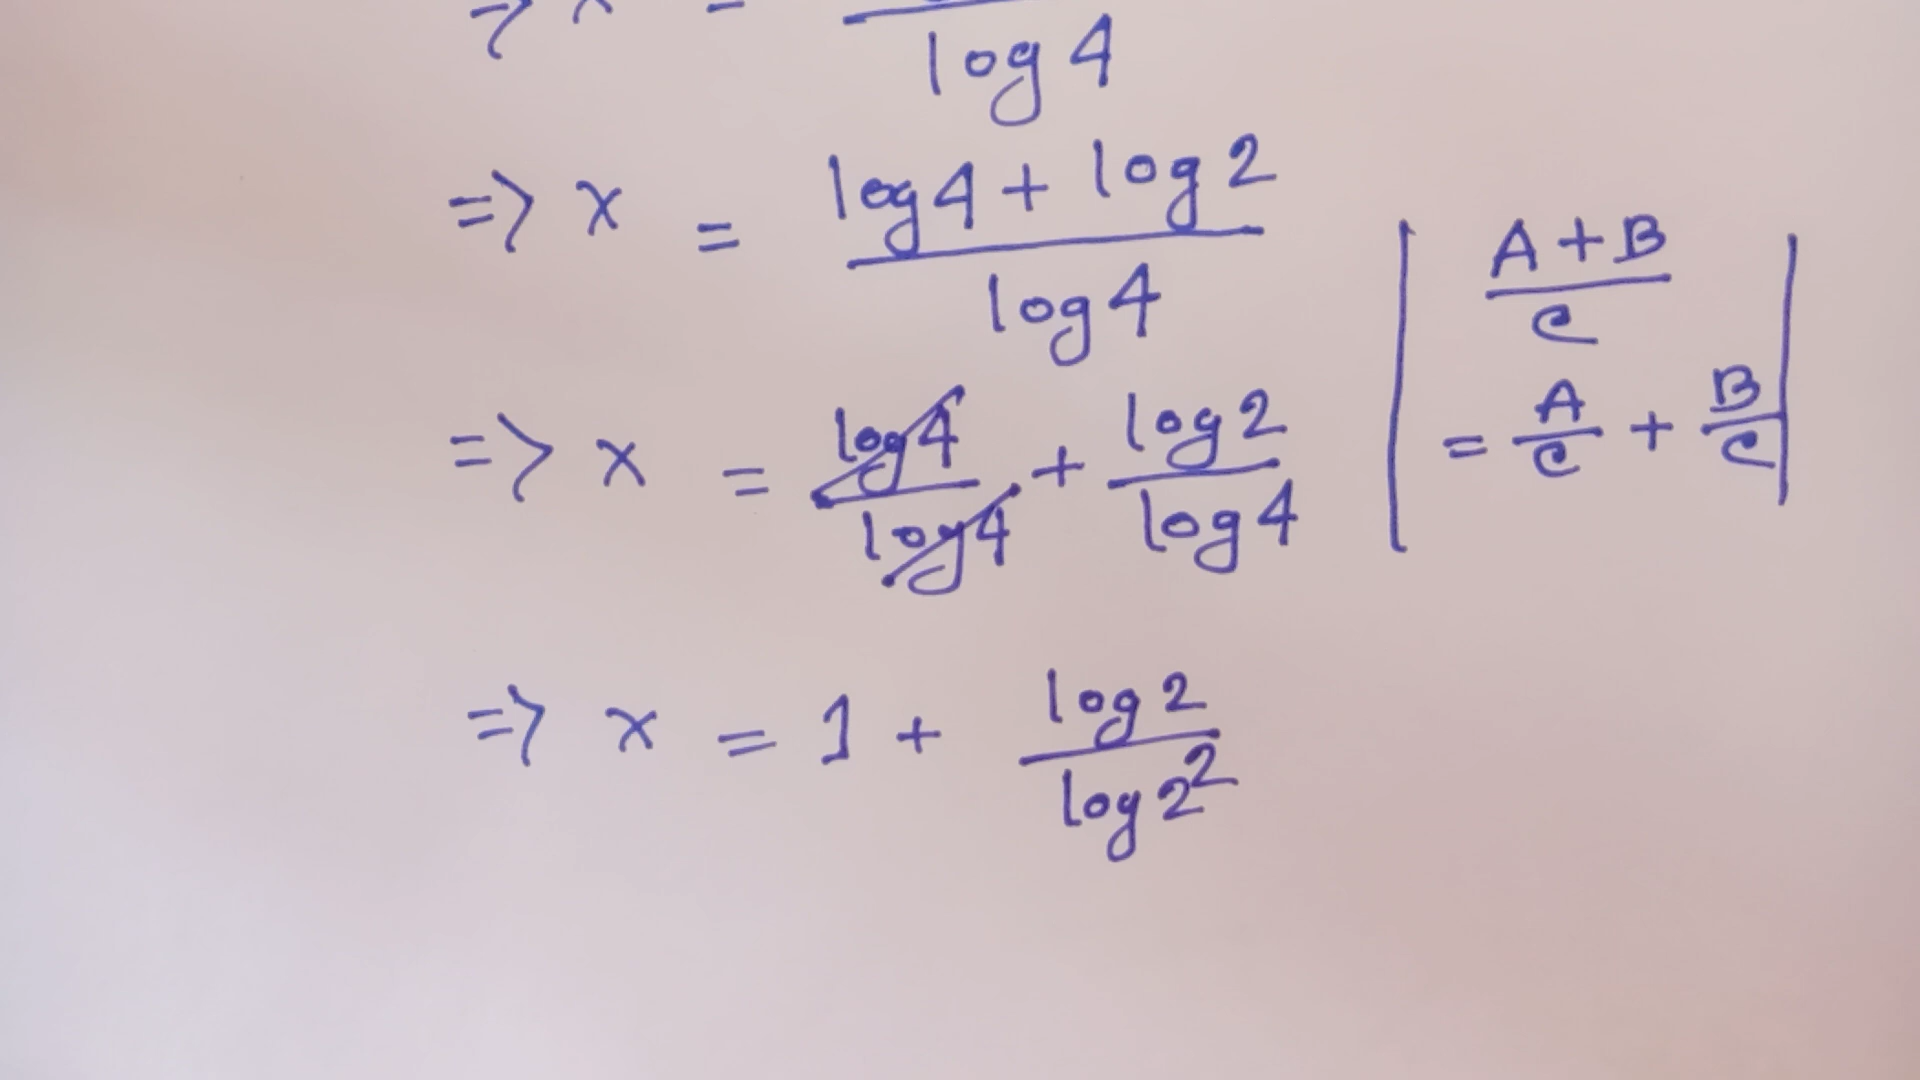 => x =
log 4
=> x = (log 4 + log 2) / log 4
=> x = log 4 / log 4 + log 2 / log 4
=> x = 1 + log 2 / log 2²
(A + B) / C
= A / C + B / C